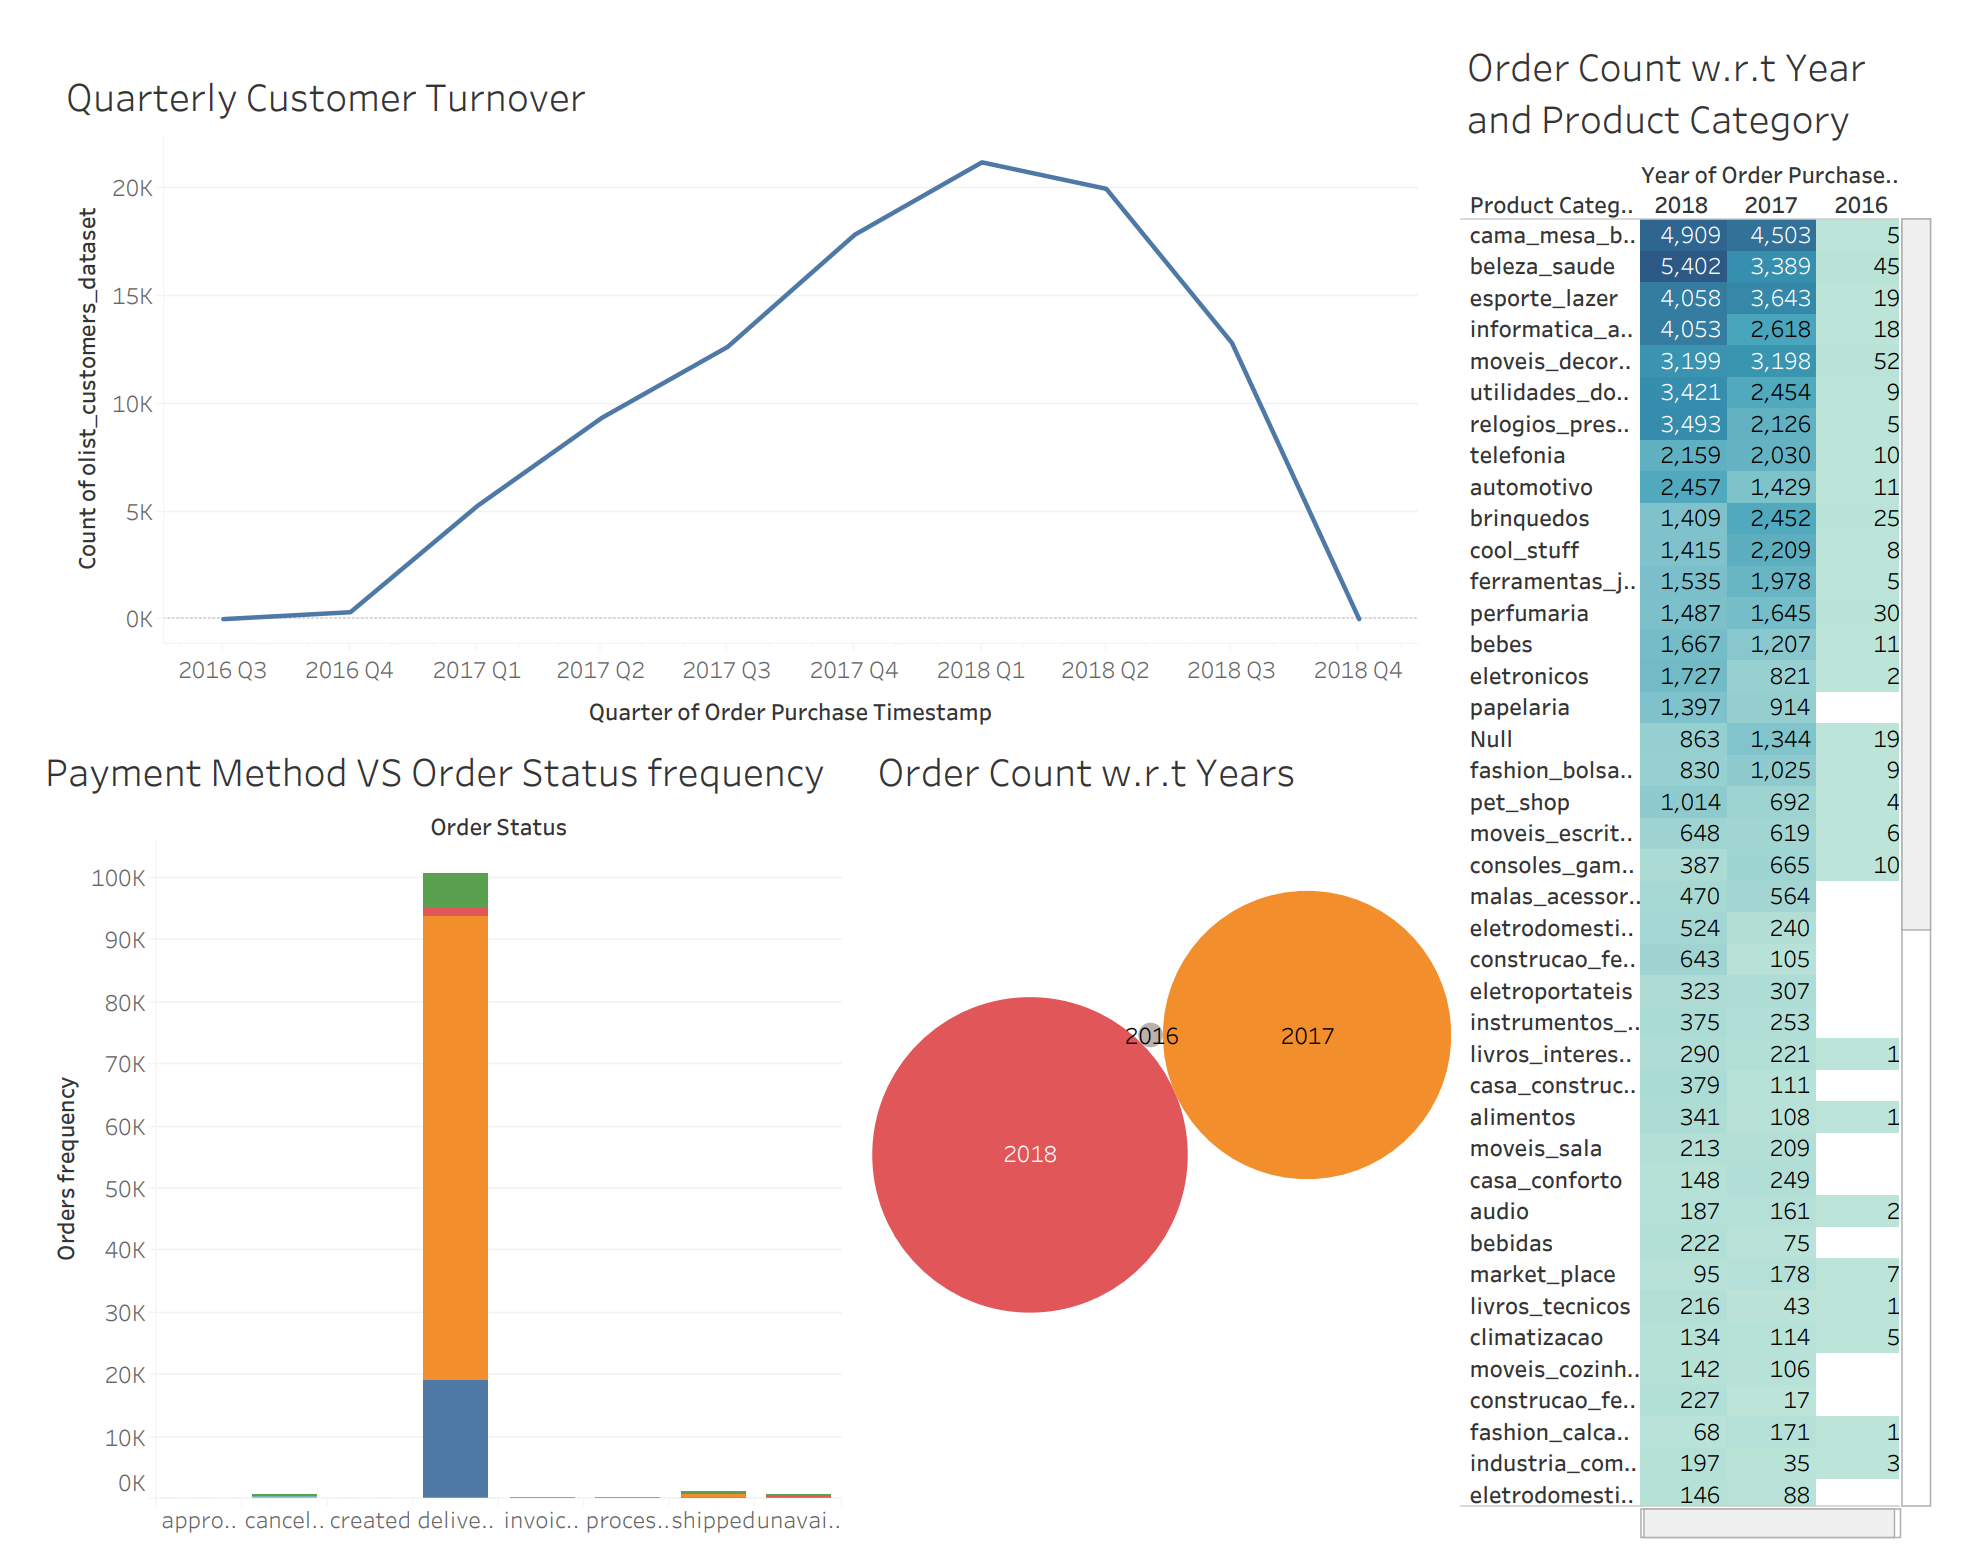 Quarterly Customer Turnover
Count of olist_customers_dataset
20K
15K
10K
5K
0K
2016 Q3 2016 Q4 2017 Q1 2017 Q2 2017 Q3 2017 Q4 2018 Q1 2018 Q2 2018 Q3 2018 Q4
Quarter of Order Purchase Timestamp
Payment Method VS Order Status frequency
Order Status
Orders frequency
100K
90K
80K
70K
60K
50K
40K
30K
20K
10K
0K
appro.. cancel.. created delive.. invoic.. proces.. shipped unavai..
Order Count w.r.t Years
2016
2017
2018
Order Count w.r.t Year
and Product Category
Year of Order Purchase..
Product Categ.. 2018 2017 2016
cama_mesa_b.. 4,909 4,503 5
beleza_saude 5,402 3,389 45
esporte_lazer 4,058 3,643 19
informatica_a.. 4,053 2,618 18
moveis_decor.. 3,199 3,198 52
utilidades_do.. 3,421 2,454 9
relogios_pres.. 3,493 2,126 5
telefonia 2,159 2,030 10
automotivo 2,457 1,429 11
brinquedos 1,409 2,452 25
cool_stuff 1,415 2,209 8
ferramentas_j.. 1,535 1,978 5
perfumaria 1,487 1,645 30
bebes 1,667 1,207 11
eletronicos 1,727 821 2
papelaria 1,397 914
Null 863 1,344 19
fashion_bolsa.. 830 1,025 9
pet_shop 1,014 692 4
moveis_escrit.. 648 619 6
consoles_gam.. 387 665 10
malas_acessor.. 470 564
eletrodomesti.. 524 240
construcao_fe.. 643 105
eletroportateis 323 307
instrumentos_.. 375 253
livros_interes.. 290 221 1
casa_construc.. 379 111
alimentos 341 108 1
moveis_sala 213 209
casa_conforto 148 249
audio 187 161 2
bebidas 222 75
market_place 95 178 7
livros_tecnicos 216 43 1
climatizacao 134 114 5
moveis_cozinh.. 142 106
construcao_fe.. 227 17
fashion_calca.. 68 171 1
industria_com.. 197 35 3
eletrodomesti.. 146 88